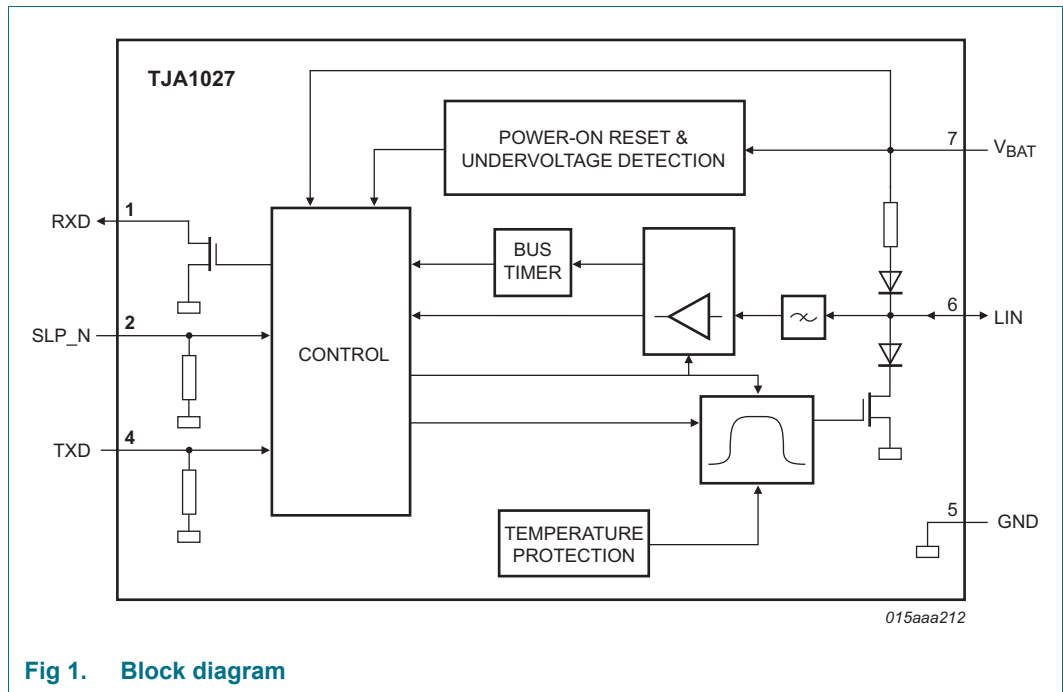 TJA1027
POWER-ON RESET &
UNDERVOLTAGE DETECTION
7
VBAT
1
RXD
BUS
TIMER
6
LIN
2
SLP_N
CONTROL
4
TXD
5
GND
TEMPERATURE
PROTECTION
015aaa212
Fig 1. Block diagram